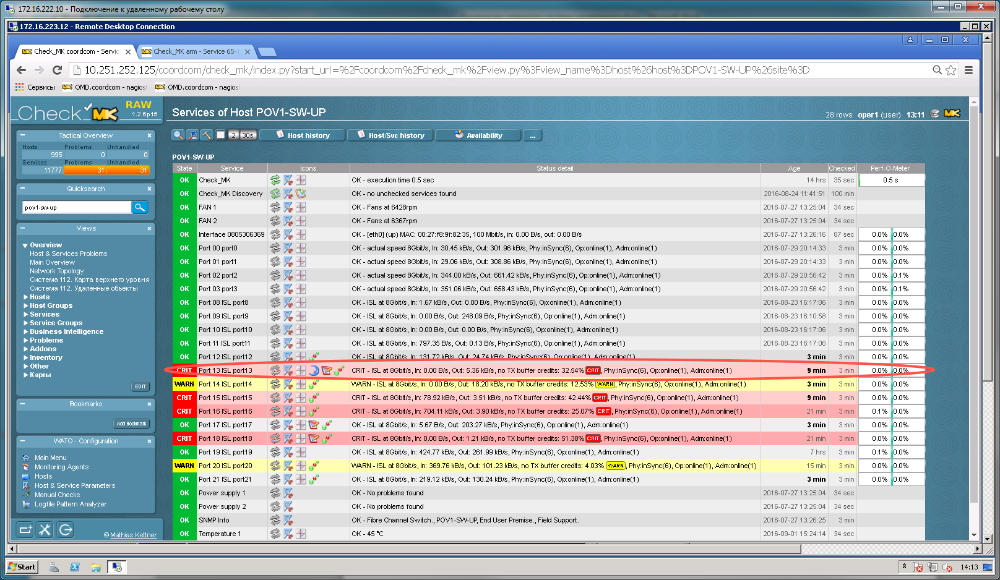 172.16.222.10 - Подключение к удаленному рабочему столу
172.16.223.12 - Remote Desktop Connection
Check_MK coordcom - Servic
Check_MK arm - Service 65-1
10.251.252.125/coordcom/check_mk/index.py?start_url=%2Fcoordcom%2Fcheck_mk%2Fview.py%3Fview_name%3Dhost%26host%3DPOV1-SW-UP%26site%3D
Сервисы OMD.coordcom - nagios OMD.coordcom - nagios
Check MK RAW
1.2.6p15
Services of Host POV1-SW-UP
28 rows oper1 (user) 13:11
2 30s Host history Host/Svc history Availability ...
Tactical Overview
Hosts Problems Unhandled
995 0 0
Services Problems Unhandled
11777 31 31
Quicksearch
pov1-sw-up
Views
Overview
Host & Services Problems
Main Overview
Network Topology
Система 112. Карта верхнего уровня
Система 112. Удаленные объекты
Hosts
Host Groups
Services
Service Groups
Business Intelligence
Problems
Addons
Inventory
Other
Карты
EDIT
Bookmarks
Add Bookmark
WATO · Configuration
Main Menu
Monitoring Agents
Hosts
Host & Service Parameters
Manual Checks
Logfile Pattern Analyzer
© Mathias Kettner
POV1-SW-UP
State Service Icons Status detail Age Checked Perf-O-Meter
OK Check_MK OK - execution time 0.5 sec 14 hrs 35 sec 0.5 s
OK Check_MK Discovery OK - no unchecked services found 2016-08-24 11:41:51 100 min
OK FAN 1 OK - Fans at 6428rpm 2016-07-27 13:25:04 34 sec
OK FAN 2 OK - Fans at 6367rpm 2016-07-27 13:25:04 34 sec
OK Interface 0805306369 OK - [eth0] (up) MAC: 00:27:f8:9f:82:35, 100 Mbit/s, in: 0.00 B/s, out: 0.00 B/s 2016-07-27 13:26:16 87 sec 0.0% 0.0%
OK Port 00 port0 OK - actual speed 8Gbit/s, In: 30.45 kB/s, Out: 301.96 kB/s, Phy:inSync(6), Op:online(1), Adm:online(1) 2016-07-29 20:14:33 3 min 0.0% 0.0%
OK Port 01 port1 OK - actual speed 8Gbit/s, In: 29.06 kB/s, Out: 308.86 kB/s, Phy:inSync(6), Op:online(1), Adm:online(1) 2016-07-29 20:14:33 3 min 0.0% 0.0%
OK Port 02 port2 OK - actual speed 8Gbit/s, In: 344.00 kB/s, Out: 661.42 kB/s, Phy:inSync(6), Op:online(1), Adm:online(1) 2016-07-29 20:56:42 3 min 0.0% 0.1%
OK Port 03 port3 OK - actual speed 8Gbit/s, In: 351.06 kB/s, Out: 658.43 kB/s, Phy:inSync(6), Op:online(1), Adm:online(1) 2016-07-29 20:56:42 3 min 0.0% 0.1%
OK Port 08 ISL port8 OK - ISL at 8Gbit/s, In: 1.67 kB/s, Out: 0.00 B/s, Phy:inSync(6), Op:online(1), Adm:online(1) 2016-08-23 16:17:06 3 min 0.0% 0.0%
OK Port 09 ISL port9 OK - ISL at 8Gbit/s, In: 0.00 B/s, Out: 248.09 B/s, Phy:inSync(6), Op:online(1), Adm:online(1) 2016-08-23 16:10:58 3 min 0.0% 0.0%
OK Port 10 ISL port10 OK - ISL at 8Gbit/s, In: 0.00 B/s, Out: 0.00 B/s, Phy:inSync(6), Op:online(1), Adm:online(1) 2016-08-23 16:17:06 3 min 0.0% 0.0%
OK Port 11 ISL port11 OK - ISL at 8Gbit/s, In: 797.35 B/s, Out: 0.13 B/s, Phy:inSync(6), Op:online(1), Adm:online(1) 2016-08-23 16:17:06 3 min 0.0% 0.0%
OK Port 12 ISL port12 OK - ISL at 8Gbit/s, In: 131.72 kB/s, Out: 24.74 kB/s, Phy:inSync(6), Op:online(1), Adm:online(1) 3 min 3 min 0.0% 0.0%
CRIT Port 13 ISL port13 CRIT - ISL at 8Gbit/s, In: 0.00 B/s, Out: 5.36 kB/s, no TX buffer credits: 32.54% CRIT, Phy:inSync(6), Op:online(1), Adm:online(1) 9 min 3 min 0.0% 0.0%
WARN Port 14 ISL port14 WARN - ISL at 8Gbit/s, In: 0.00 B/s, Out: 18.20 kB/s, no TX buffer credits: 12.53% WARN, Phy:inSync(6), Op:online(1), Adm:online(1) 3 min 3 min 0.0% 0.0%
CRIT Port 15 ISL port15 CRIT - ISL at 8Gbit/s, In: 78.92 kB/s, Out: 3.51 kB/s, no TX buffer credits: 42.44% CRIT, Phy:inSync(6), Op:online(1), Adm:online(1) 9 min 3 min 0.0% 0.0%
CRIT Port 16 ISL port16 CRIT - ISL at 8Gbit/s, In: 704.11 kB/s, Out: 3.90 kB/s, no TX buffer credits: 25.07% CRIT, Phy:inSync(6), Op:online(1), Adm:online(1) 21 min 3 min 0.1% 0.0%
OK Port 17 ISL port17 OK - ISL at 8Gbit/s, In: 5.67 B/s, Out: 203.27 kB/s, Phy:inSync(6), Op:online(1), Adm:online(1) 3 min 3 min 0.0% 0.0%
CRIT Port 18 ISL port18 CRIT - ISL at 8Gbit/s, In: 0.00 B/s, Out: 1.21 kB/s, no TX buffer credits: 51.38% CRIT, Phy:inSync(6), Op:online(1), Adm:online(1) 21 min 3 min 0.0% 0.0%
OK Port 19 ISL port19 OK - ISL at 8Gbit/s, In: 424.77 kB/s, Out: 261.99 kB/s, Phy:inSync(6), Op:online(1), Adm:online(1) 7 hrs 3 min 0.1% 0.0%
WARN Port 20 ISL port20 WARN - ISL at 8Gbit/s, In: 369.76 kB/s, Out: 101.23 kB/s, no TX buffer credits: 4.03% WARN, Phy:inSync(6), Op:online(1), Adm:online(1) 15 min 3 min 0.0% 0.0%
OK Port 21 ISL port21 OK - ISL at 8Gbit/s, In: 219.12 kB/s, Out: 130.24 kB/s, Phy:inSync(6), Op:online(1), Adm:online(1) 3 min 3 min 0.0% 0.0%
OK Power supply 1 OK - No problems found 2016-07-27 13:25:04 34 sec
OK Power supply 2 OK - No problems found 2016-07-27 13:25:04 34 sec
OK SNMP Info OK - Fibre Channel Switch., POV1-SW-UP, End User Premise., Field Support. 2016-07-27 13:26:25 3 min
OK Temperature 1 OK - 45 °C 2016-09-01 15:24:14 34 sec
Start
14:13